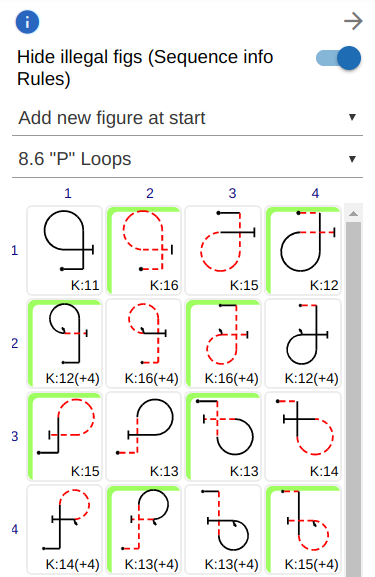 i
Hide illegal figs (Sequence info
Rules)
Add new figure at start
8.6 "P" Loops
1 2 3 4
1
K:11 K:16 K:15 K:12
2
K:12(+4) K:16(+4) K:16(+4) K:12(+4)
3
K:15 K:13 K:13 K:14
4
K:14(+4) K:13(+4) K:13(+4) K:15(+4)